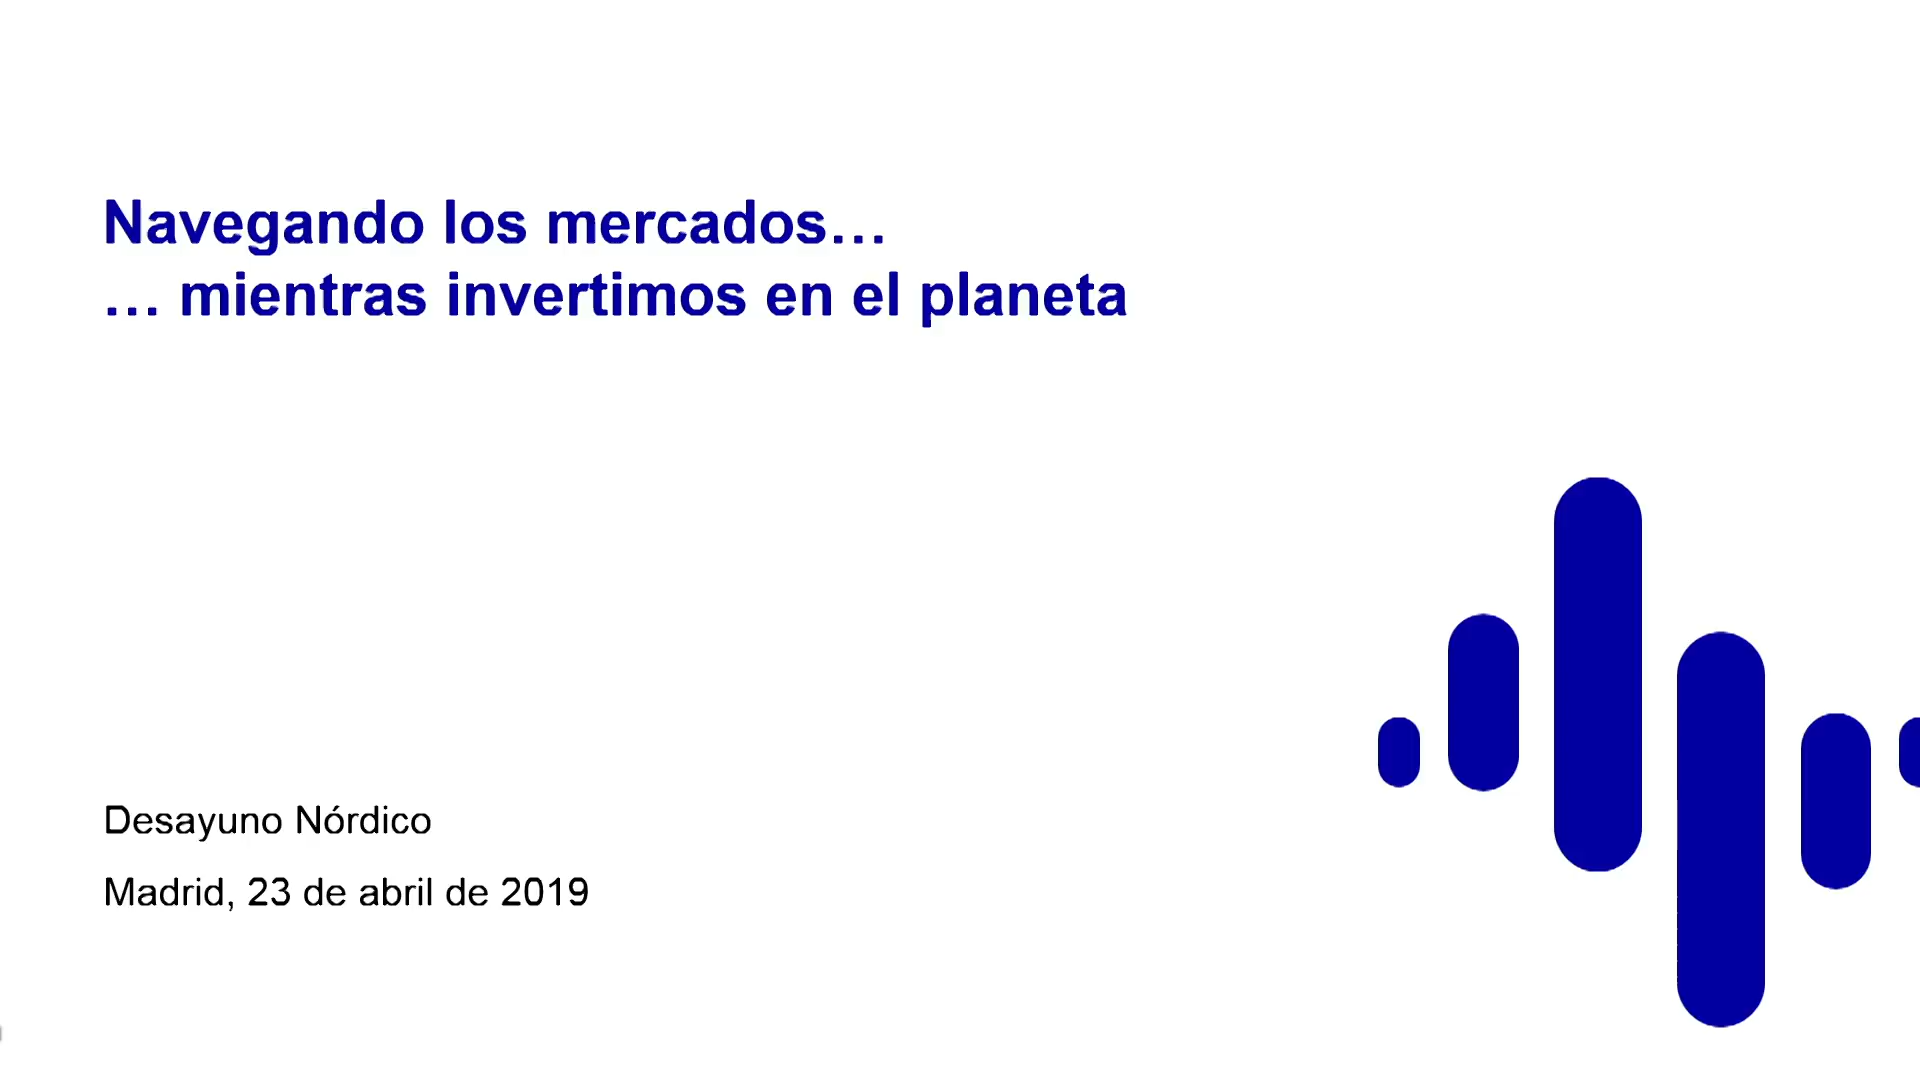 Navegando los mercados…
… mientras invertimos en el planeta
Desayuno Nórdico
Madrid, 23 de abril de 2019